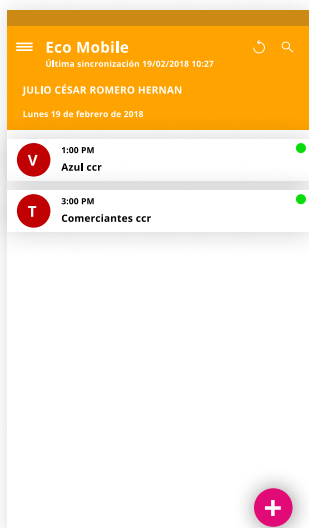 Eco Mobile
Última sincronización 19/02/2018 10:27
JULIO CÉSAR ROMERO HERNAN
Lunes 19 de febrero de 2018
V
1:00 PM
Azul ccr
T
3:00 PM
Comerciantes ccr
+